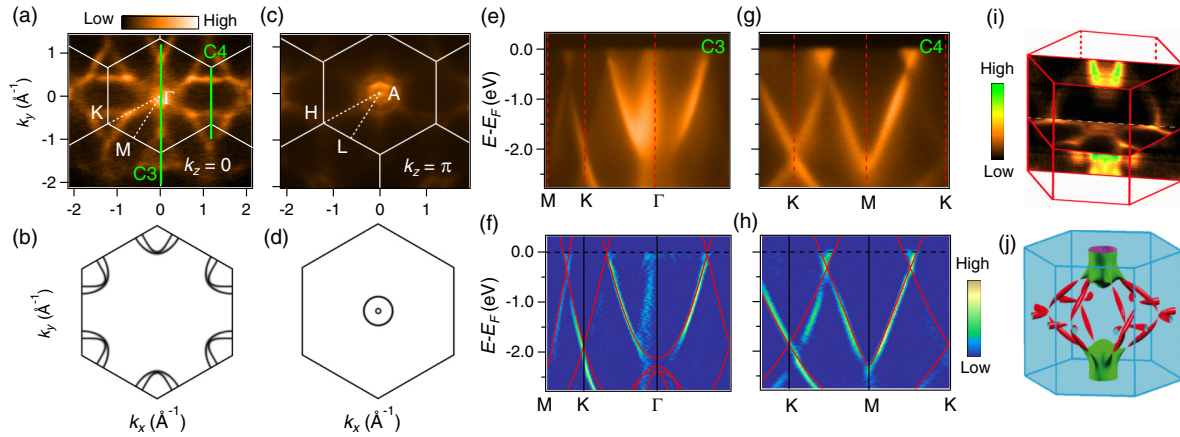 (a) Low High
(c)
(e)
(g)
(i)
C4
C3
C4
k_y (Å⁻¹)
1
0
-1
-2
K
Γ
M
C3
k_z = 0
H
A
L
k_z = π
-2 -1 0 1 2
-1 0 1
E-E_F (eV)
0.0
-1.0
-2.0
M K Γ
K M K
High
Low
(b)
(d)
(f)
(h)
(j)
k_y (Å⁻¹)
k_x (Å⁻¹)
k_x (Å⁻¹)
E-E_F (eV)
0.0
-1.0
-2.0
M K Γ
K M K
High
Low